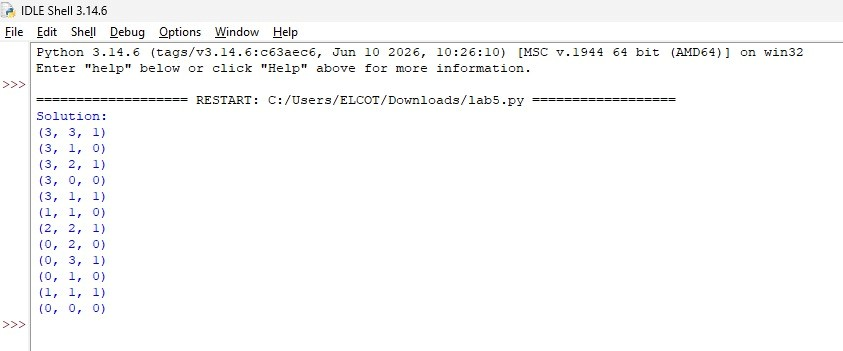 IDLE Shell 3.14.6
File Edit Shell Debug Options Window Help
Python 3.14.6 (tags/v3.14.6:c63aec6, Jun 10 2026, 10:26:10) [MSC v.1944 64 bit (AMD64)] on win32
Enter "help" below or click "Help" above for more information.
>>>
=================== RESTART: C:/Users/ELCOT/Downloads/lab5.py ==================
Solution:
(3, 3, 1)
(3, 1, 0)
(3, 2, 1)
(3, 0, 0)
(3, 1, 1)
(1, 1, 0)
(2, 2, 1)
(0, 2, 0)
(0, 3, 1)
(0, 1, 0)
(1, 1, 1)
(0, 0, 0)
>>>